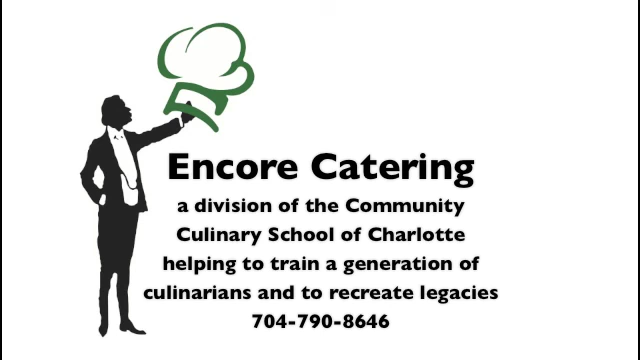 Encore Catering
a division of the Community
Culinary School of Charlotte
helping to train a generation of
culinarians and to recreate legacies
704-790-8646